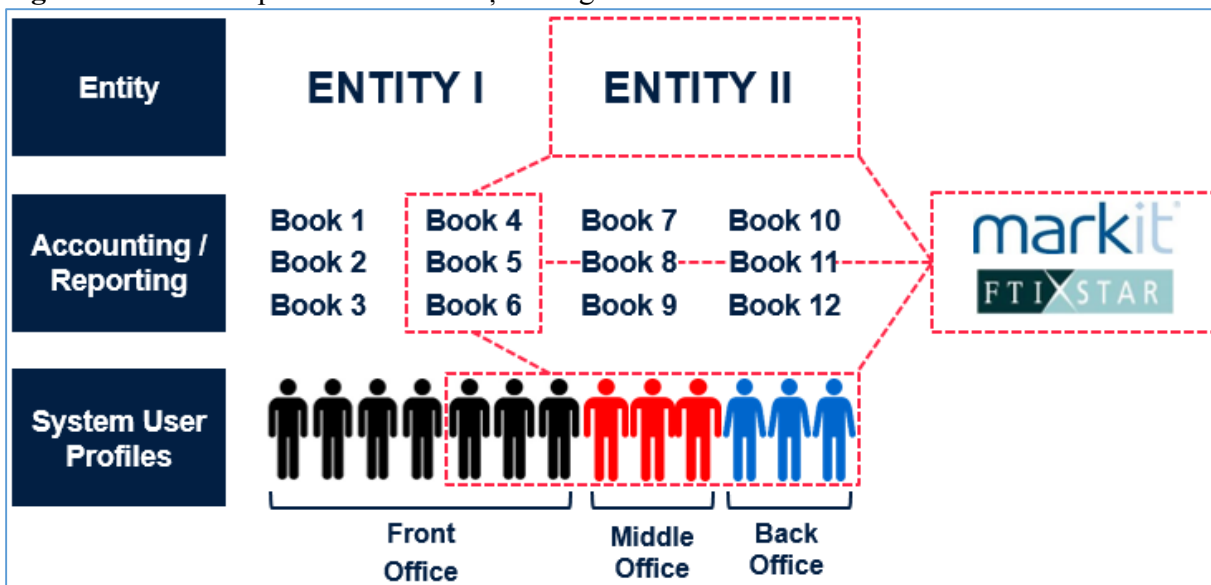 Entity
ENTITY I
ENTITY II
Accounting /
Reporting
Book 1
Book 4
Book 7
Book 10
Book 2
Book 5
Book 8
Book 11
Book 3
Book 6
Book 9
Book 12
markit
FTIXSTAR
System User
Profiles
Front
Office
Middle
Office
Back
Office